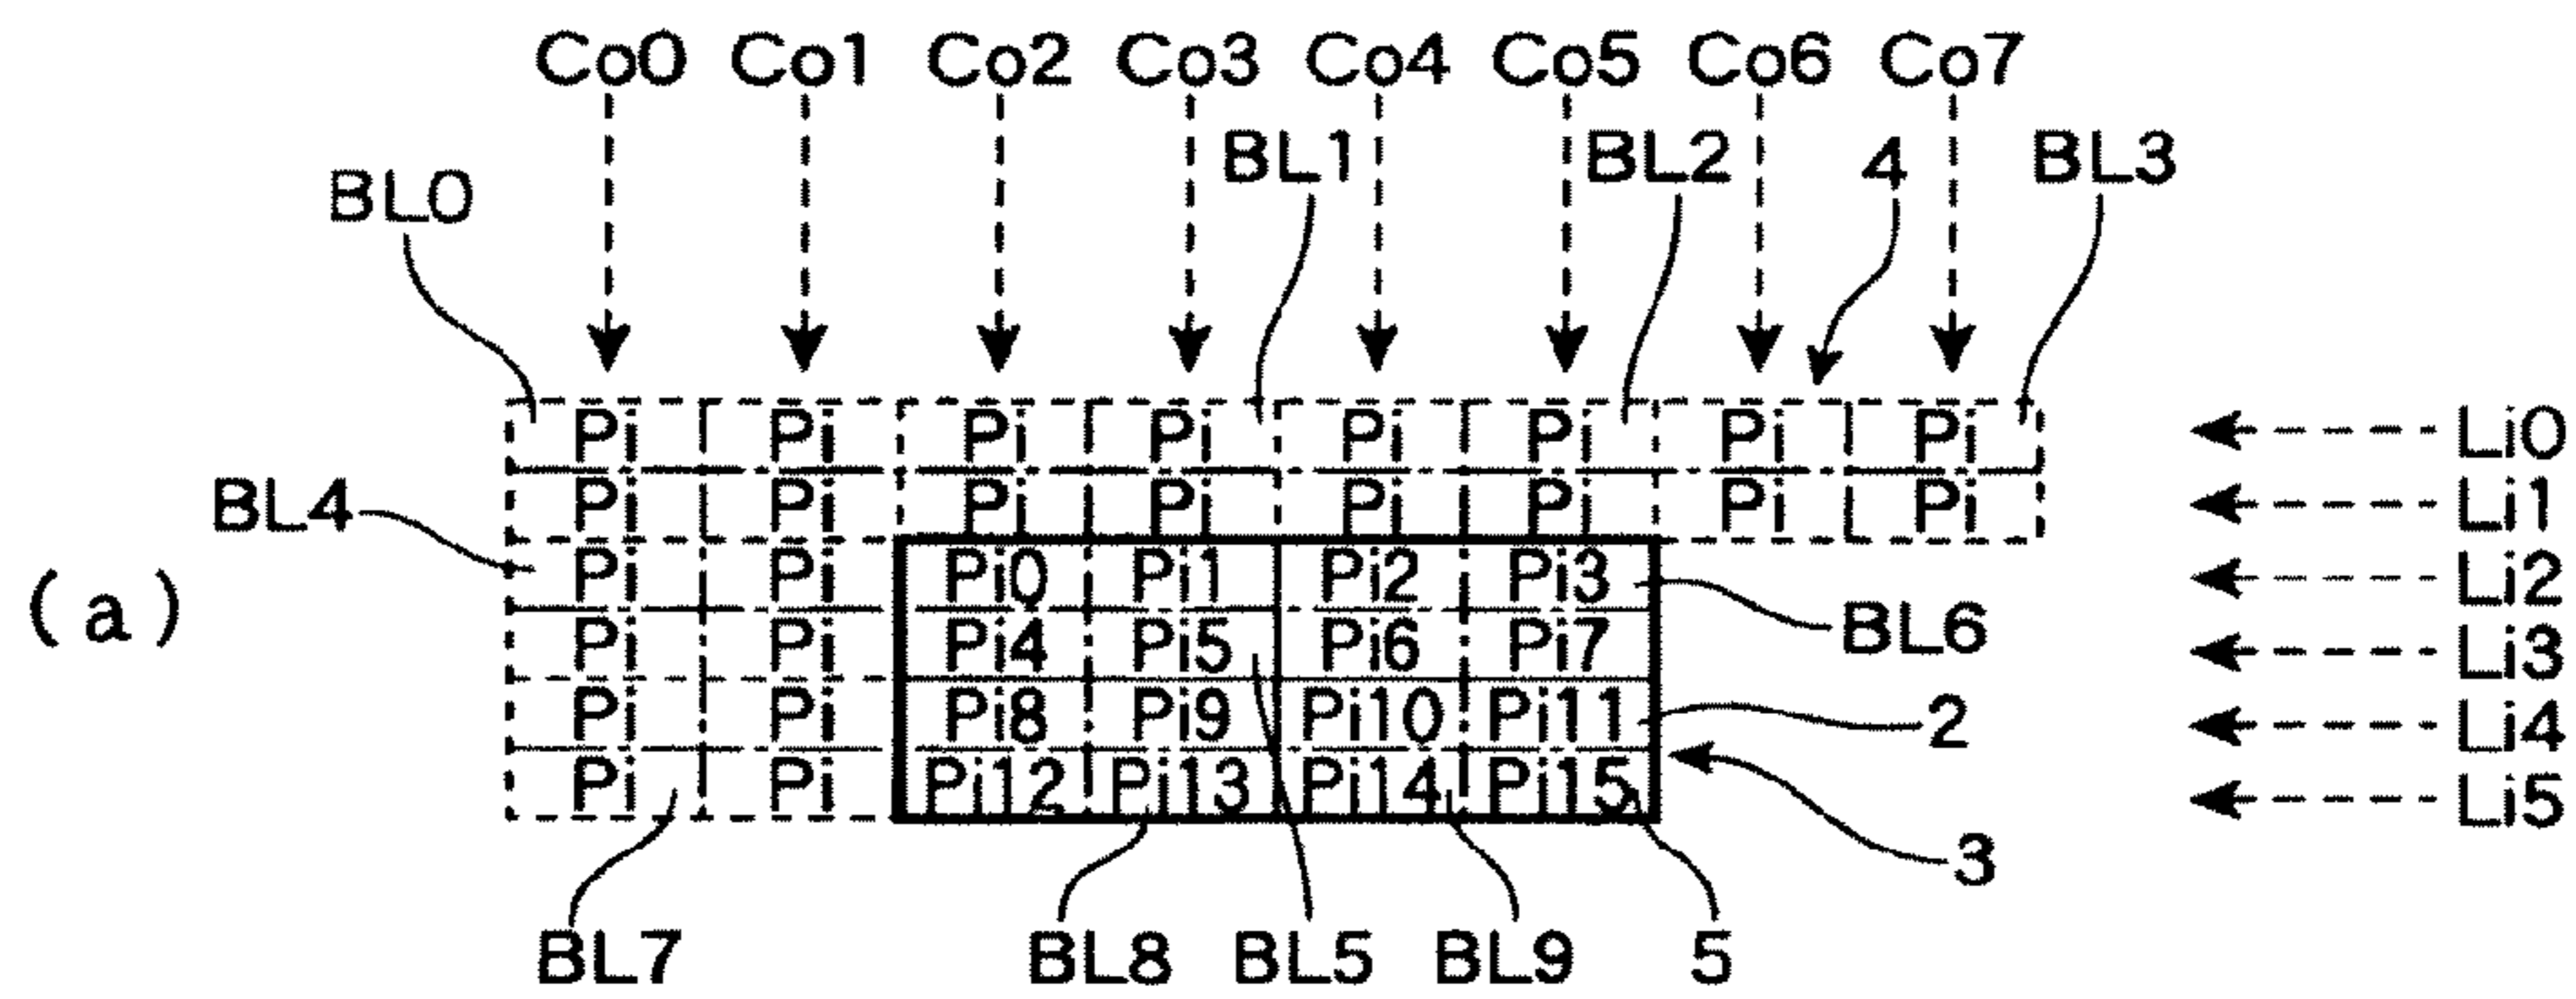 Co0 Co1 Co2 Co3 Co4 Co5 Co6 Co7
BL0 BL1 BL2 4 BL3
Pi Pi Pi Pi Pi Pi Pi Pi Li0
BL4 Pi Pi Pi Pi Pi Pi Pi Pi Li1
Pi Pi Pi0 Pi1 Pi2 Pi3 Li2
(a) Pi Pi Pi4 Pi5 Pi6 Pi7 BL6 Li3
Pi Pi Pi8 Pi9 Pi10 Pi11 2 Li4
Pi Pi Pi12 Pi13 Pi14 Pi15 Li5
3
BL7 BL8 BL5 BL9 5